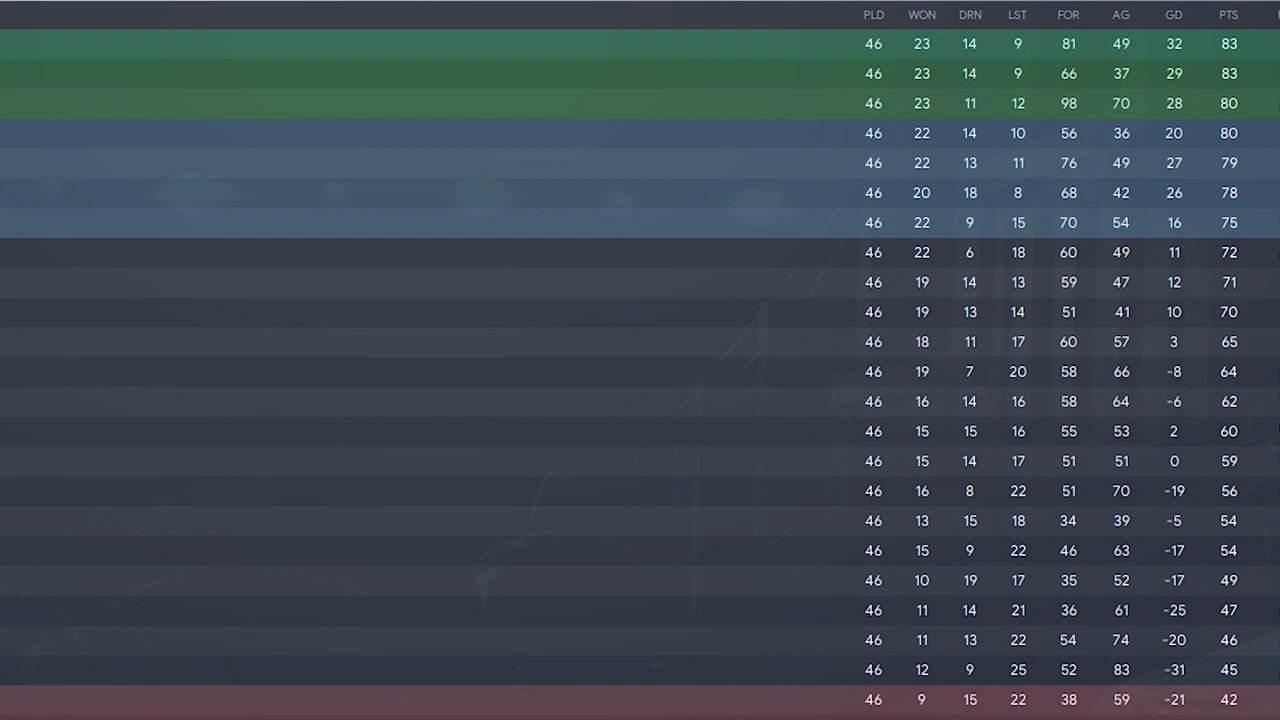 PLD WON DRN LST FOR AG GD PTS
46 23 14 9 81 49 32 83
46 23 14 9 66 37 29 83
46 23 11 12 98 70 28 80
46 22 14 10 56 36 20 80
46 22 13 11 76 49 27 79
46 20 18 8 68 42 26 78
46 22 9 15 70 54 16 75
46 22 6 18 60 49 11 72
46 19 14 13 59 47 12 71
46 19 13 14 51 41 10 70
46 18 11 17 60 57 3 65
46 19 7 20 58 66 -8 64
46 16 14 16 58 64 -6 62
46 15 15 16 55 53 2 60
46 15 14 17 51 51 0 59
46 16 8 22 51 70 -19 56
46 13 15 18 34 39 -5 54
46 15 9 22 46 63 -17 54
46 10 19 17 35 52 -17 49
46 11 14 21 36 61 -25 47
46 11 13 22 54 74 -20 46
46 12 9 25 52 83 -31 45
46 9 15 22 38 59 -21 42